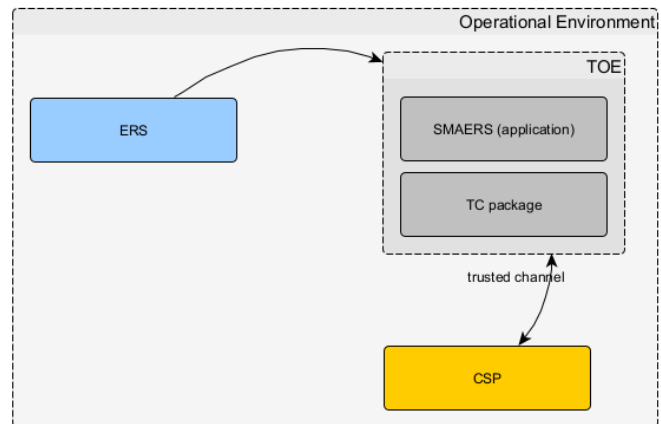 Operational Environment
TOE
ERS
SMAERS (application)
TC package
trusted channel
CSP